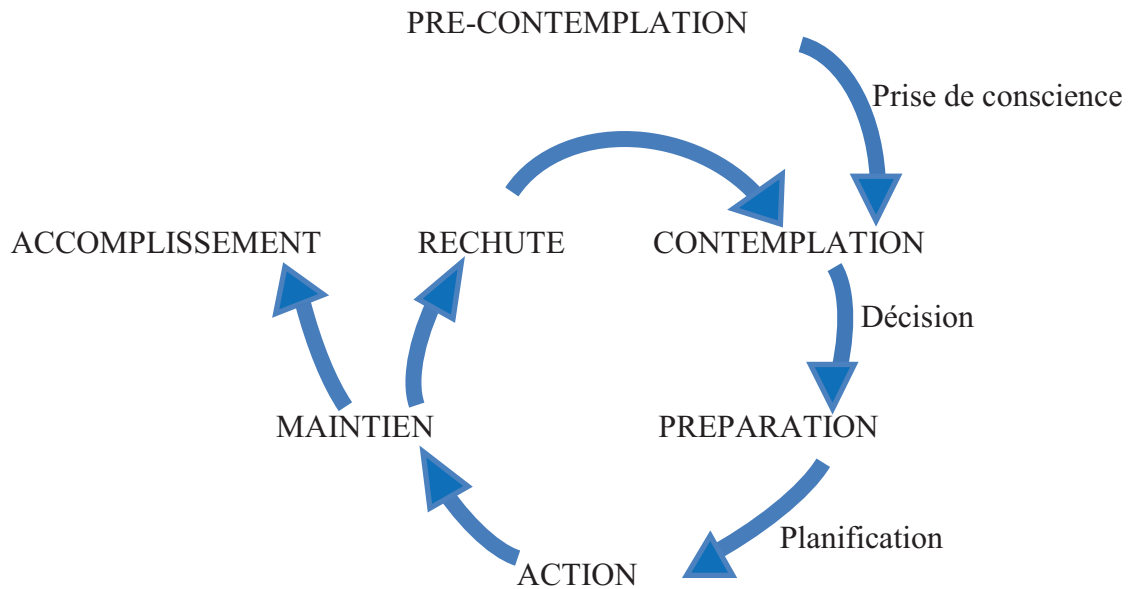 PRE-CONTEMPLATION
Prise de conscience
ACCOMPLISSEMENT
RECHUTE
CONTEMPLATION
Décision
MAINTIEN
PREPARATION
Planification
ACTION